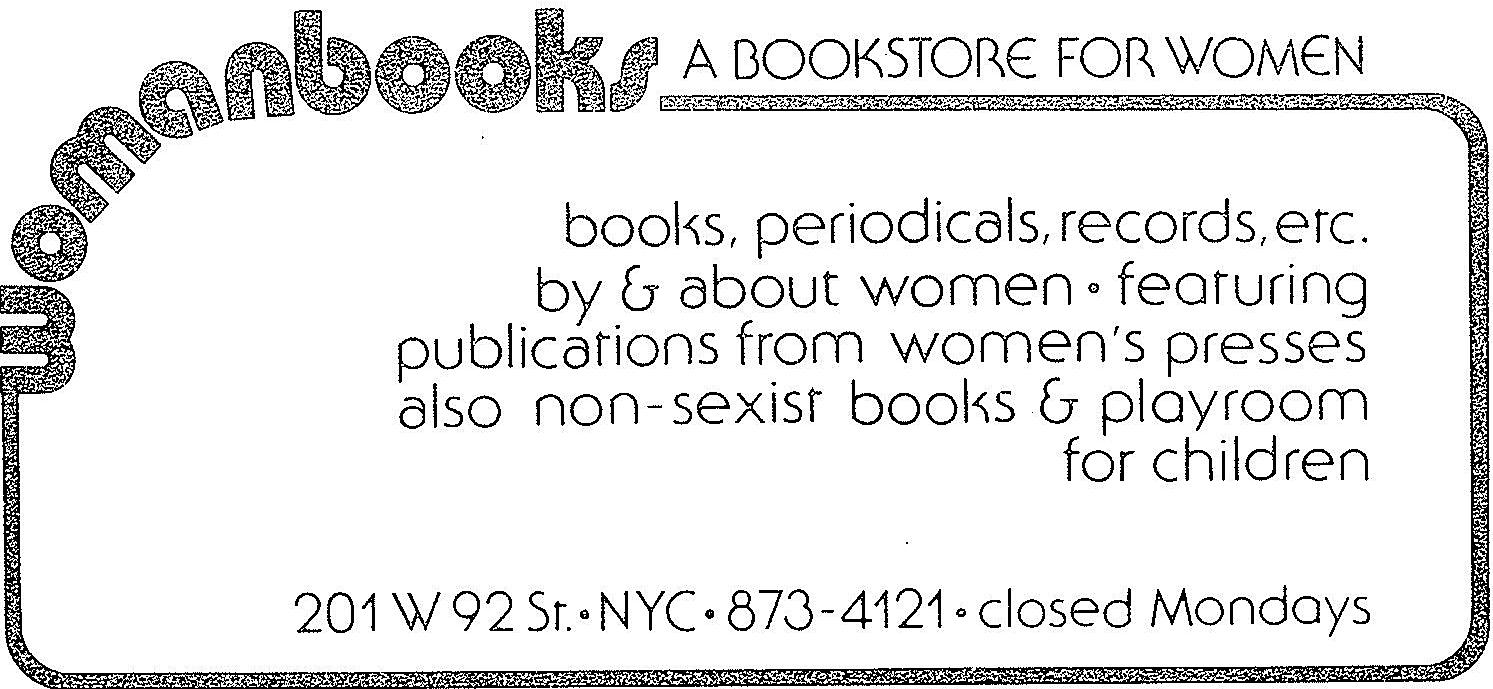 womanbooks A BOOKSTORE FOR WOMEN
books, periodicals, records, etc.
by & about women • featuring
publications from women's presses
also non-sexist books & playroom
for children
201 W 92 St. • NYC • 873-4121 • closed Mondays